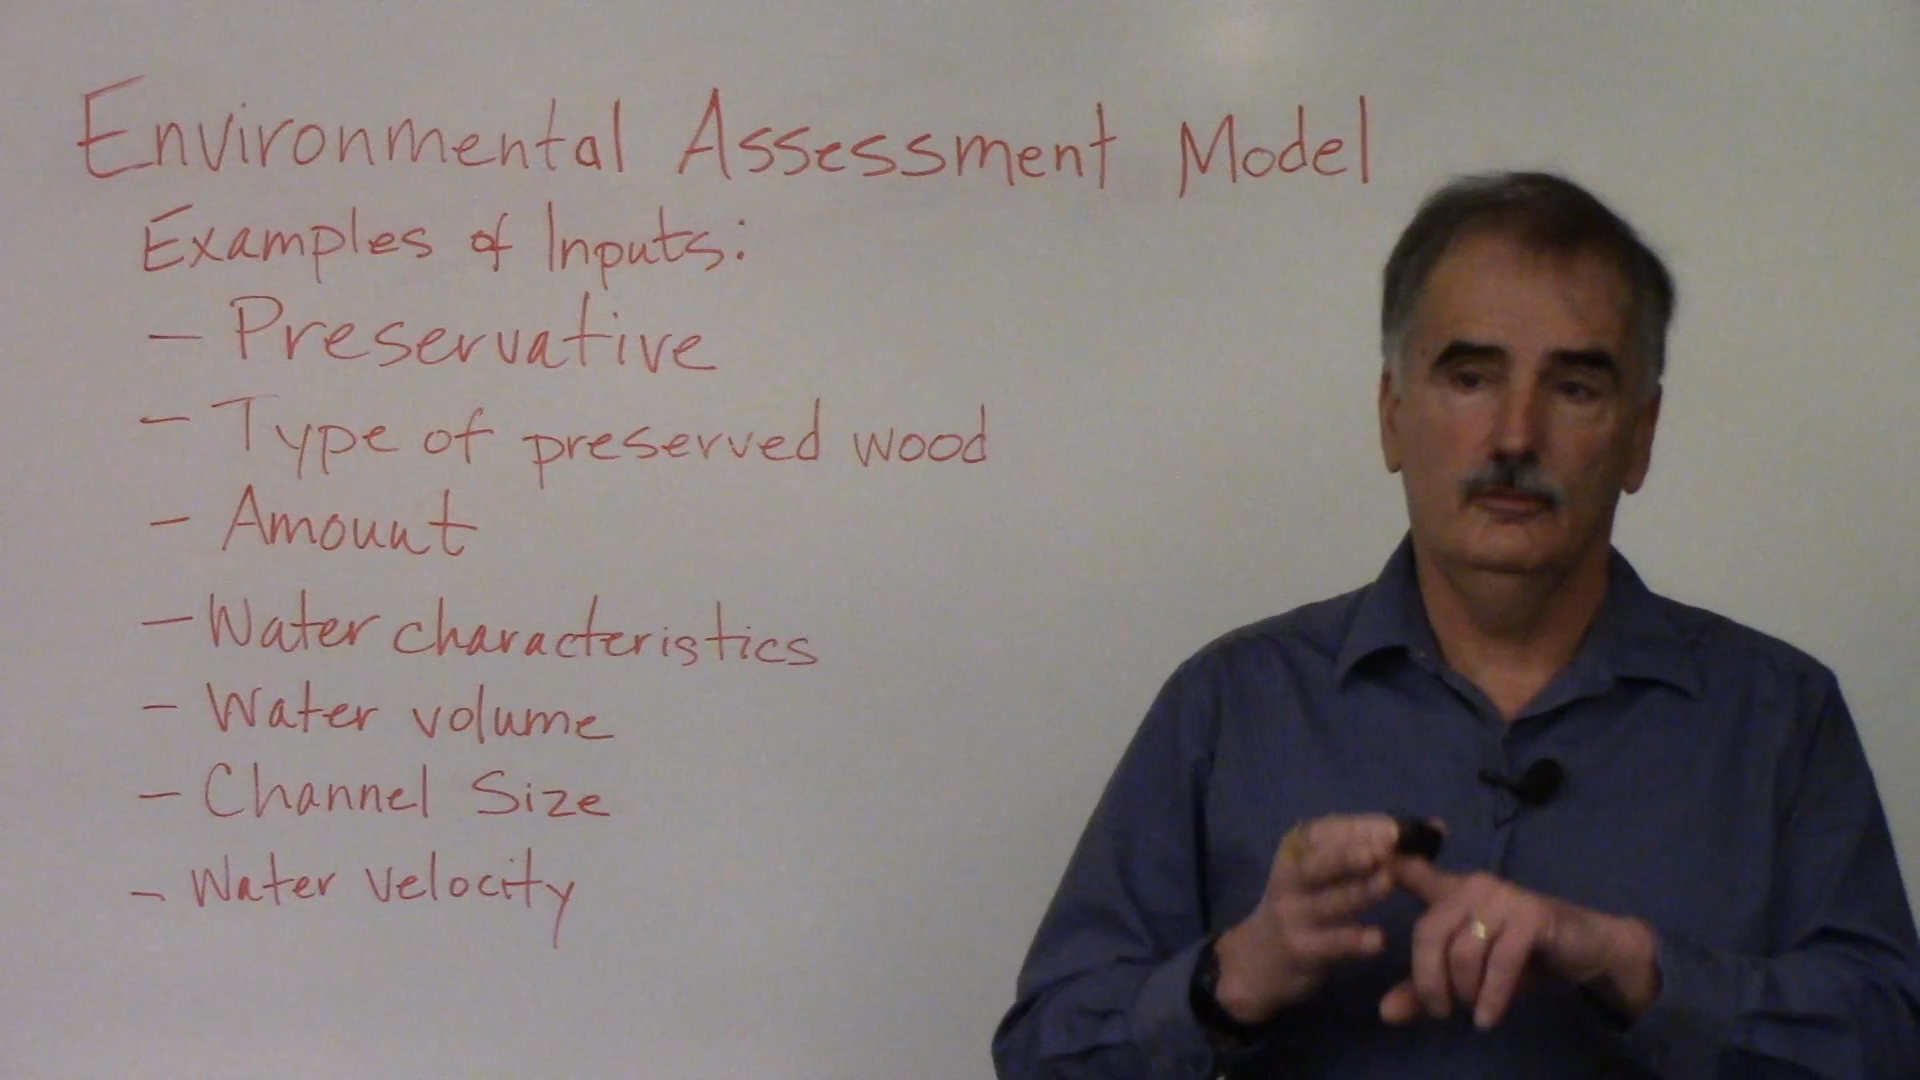 Environmental Assessment Model
Examples of Inputs:
- Preservative
- Type of preserved wood
- Amount
- Water characteristics
- Water volume
- Channel Size
- Water velocity